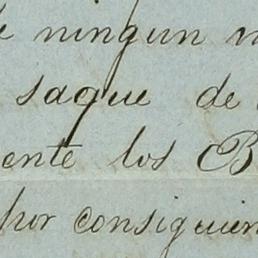 e ningun m
saque de
ente los B
por consiguien